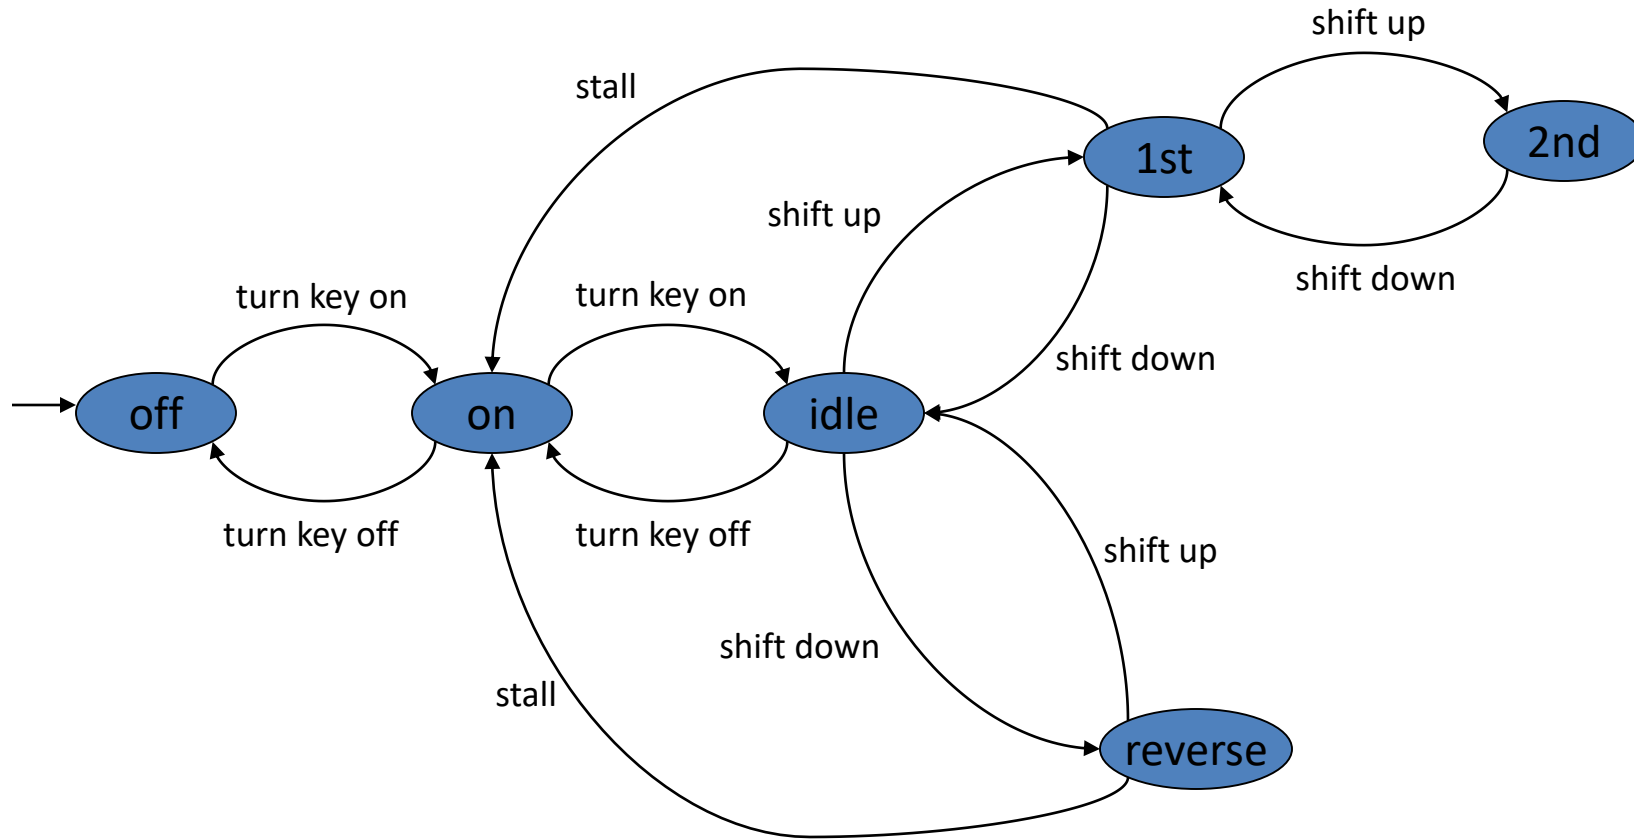 shift up
stall
2nd
1st
shift up
shift down
turn key on
turn key on
shift down
off
on
idle
turn key off
turn key off
shift up
shift down
stall
reverse